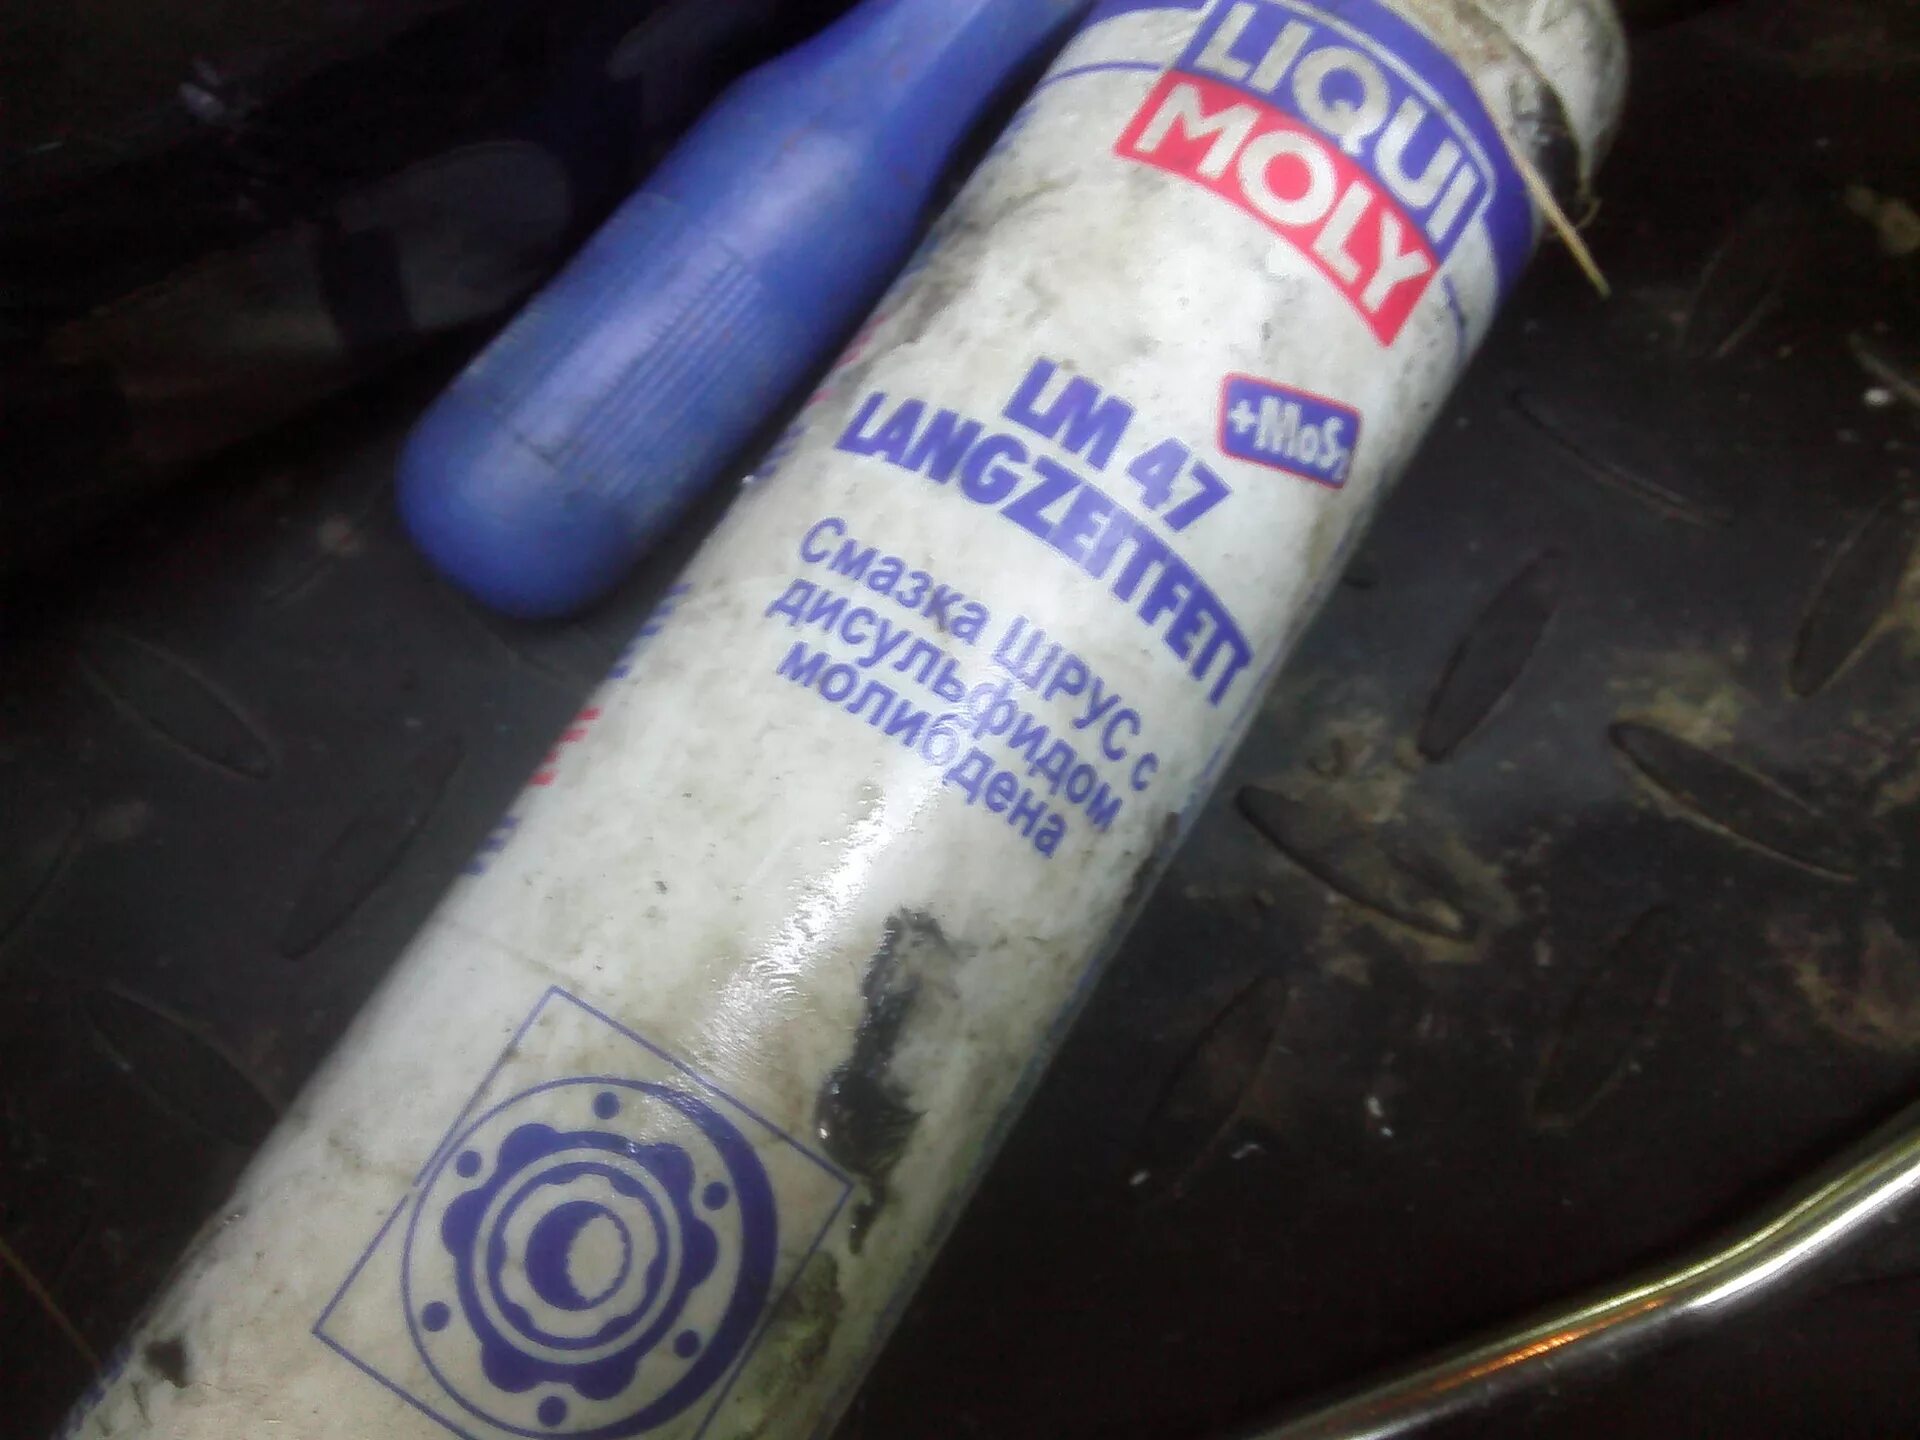 LIQUI
MOLY
LM 47
+MoS₂
LANGZEITFETT
Смазка ШРУС с
дисульфидом
молибдена